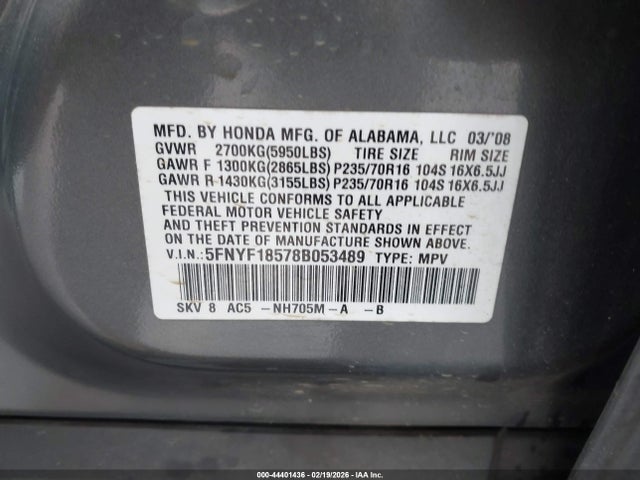 MFD. BY HONDA MFG. OF ALABAMA, LLC 03/'08
GVWR 2700KG(5950LBS) TIRE SIZE RIM SIZE
GAWR F 1300KG(2865LBS) P235/70R16 104S 16X6.5JJ
GAWR R 1430KG(3155LBS) P235/70R16 104S 16X6.5JJ
THIS VEHICLE CONFORMS TO ALL APPLICABLE
FEDERAL MOTOR VEHICLE SAFETY
AND THEFT PREVENTION STANDARDS IN EFFECT
ON THE DATE OF MANUFACTURE SHOWN ABOVE.
V.I.N.: 5FNYF18578B053489 TYPE: MPV
SKV 8 AC5 -NH705M-A -B
000-44401436 - 02/19/2026 - IAA Inc.